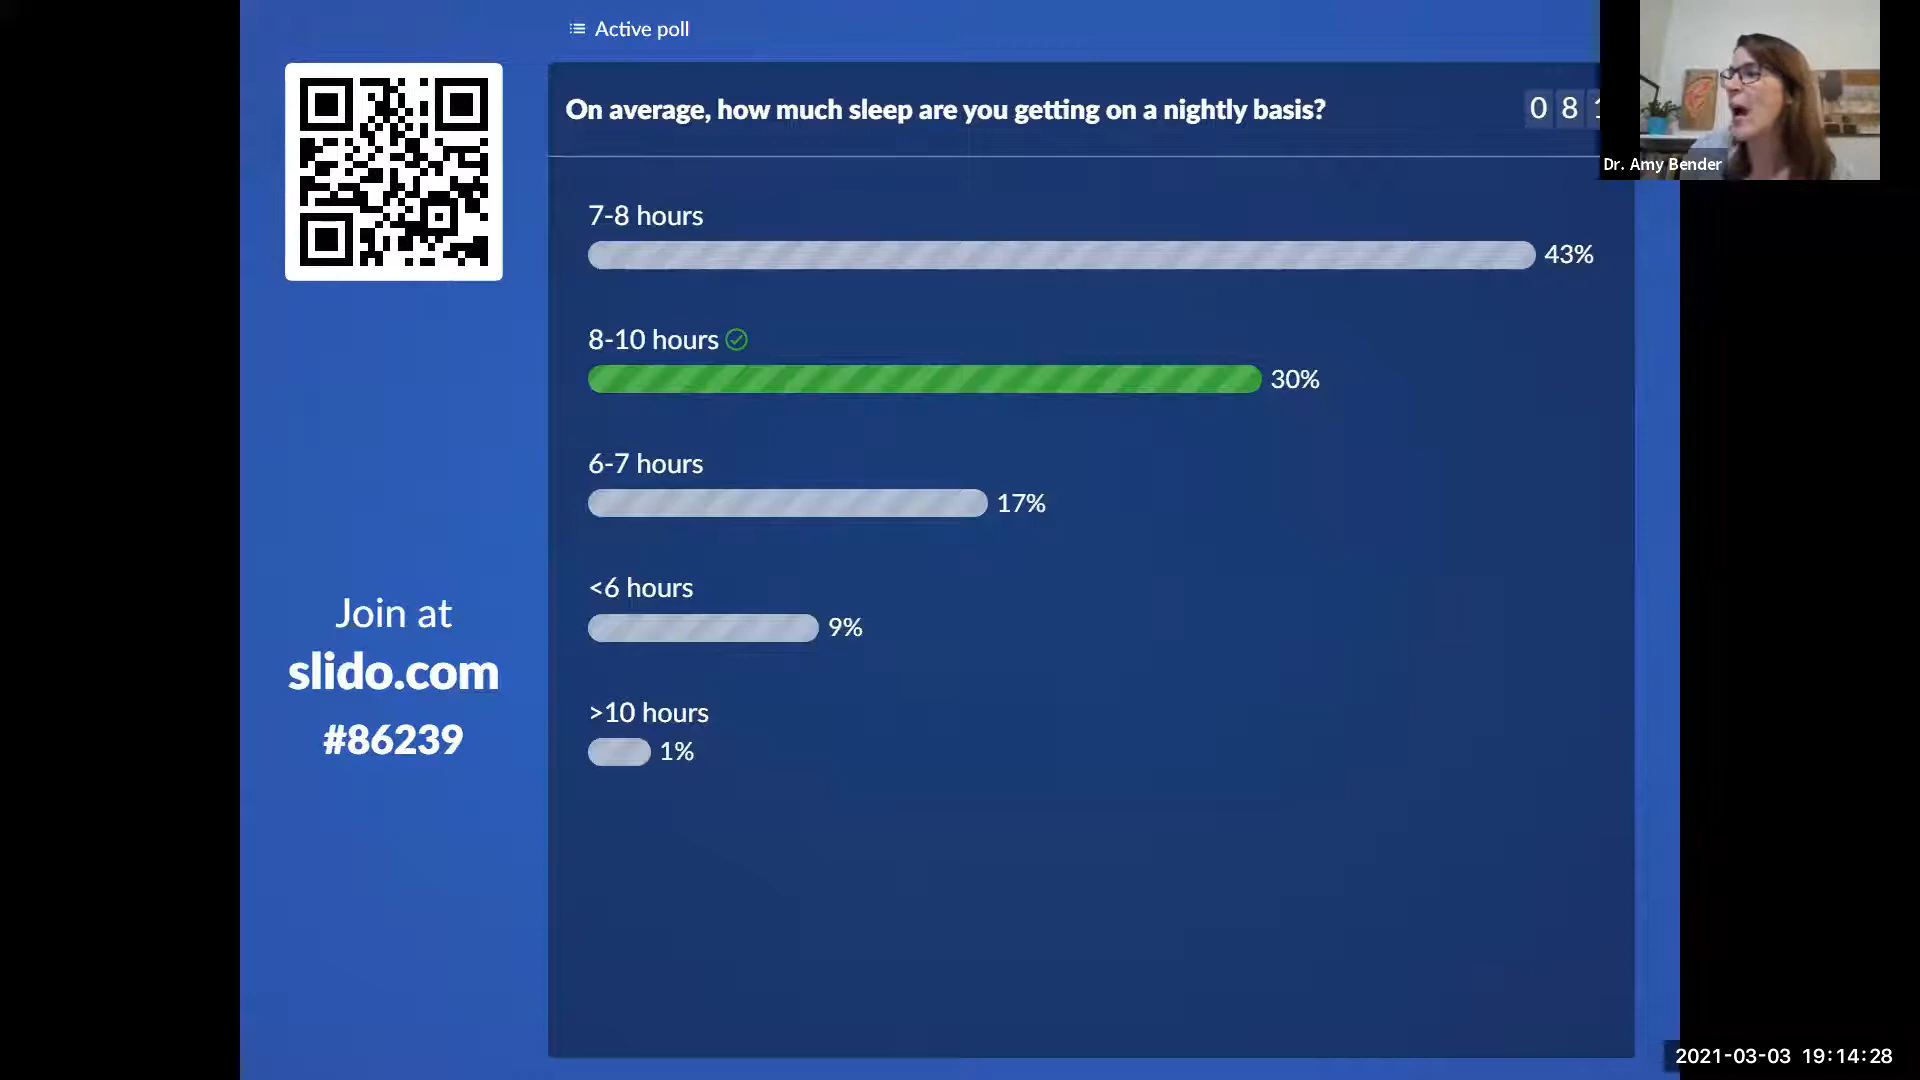 Active poll
On average, how much sleep are you getting on a nightly basis?
0 8
Dr. Amy Bender
7-8 hours
43%
8-10 hours
30%
6-7 hours
17%
<6 hours
9%
>10 hours
1%
Join at
slido.com
#86239
2021-03-03 19:14:28